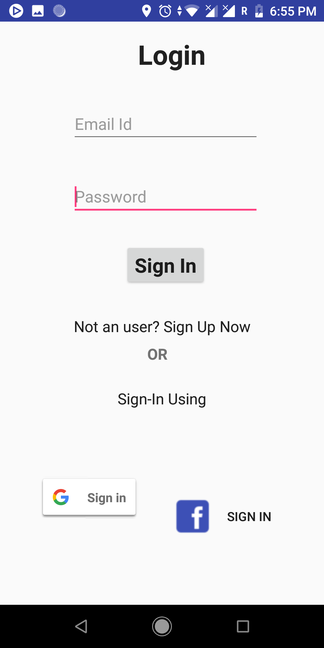 R 6:55 PM
Login
Email Id
Password
Sign In
Not an user? Sign Up Now
OR
Sign-In Using
G Sign in
f SIGN IN